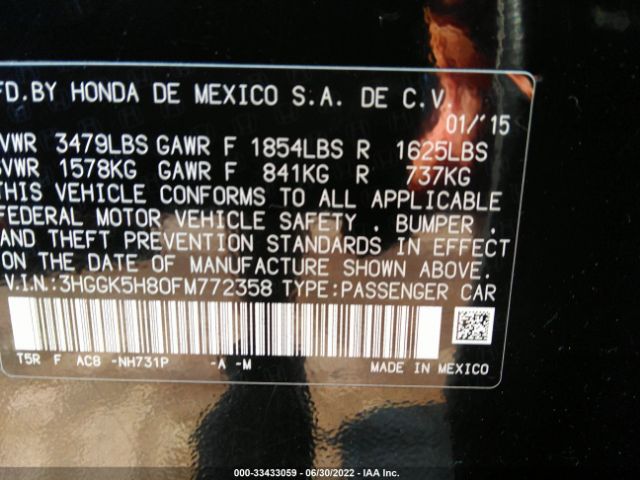 FD.BY HONDA DE MEXICO S.A. DE C.V.
01/'15
VWR 3479LBS GAWR F 1854LBS R 1625LBS
VWR 1578KG GAWR F 841KG R 737KG
THIS VEHICLE CONFORMS TO ALL APPLICABLE
FEDERAL MOTOR VEHICLE SAFETY , BUMPER ,
AND THEFT PREVENTION STANDARDS IN EFFECT
ON THE DATE OF MANUFACTURE SHOWN ABOVE.
V.I.N.:3HGGK5H80FM772358 TYPE:PASSENGER CAR
T5R F AC8 -NH731P -A -M
MADE IN MEXICO
000-33433059 - 06/30/2022 - IAA Inc.